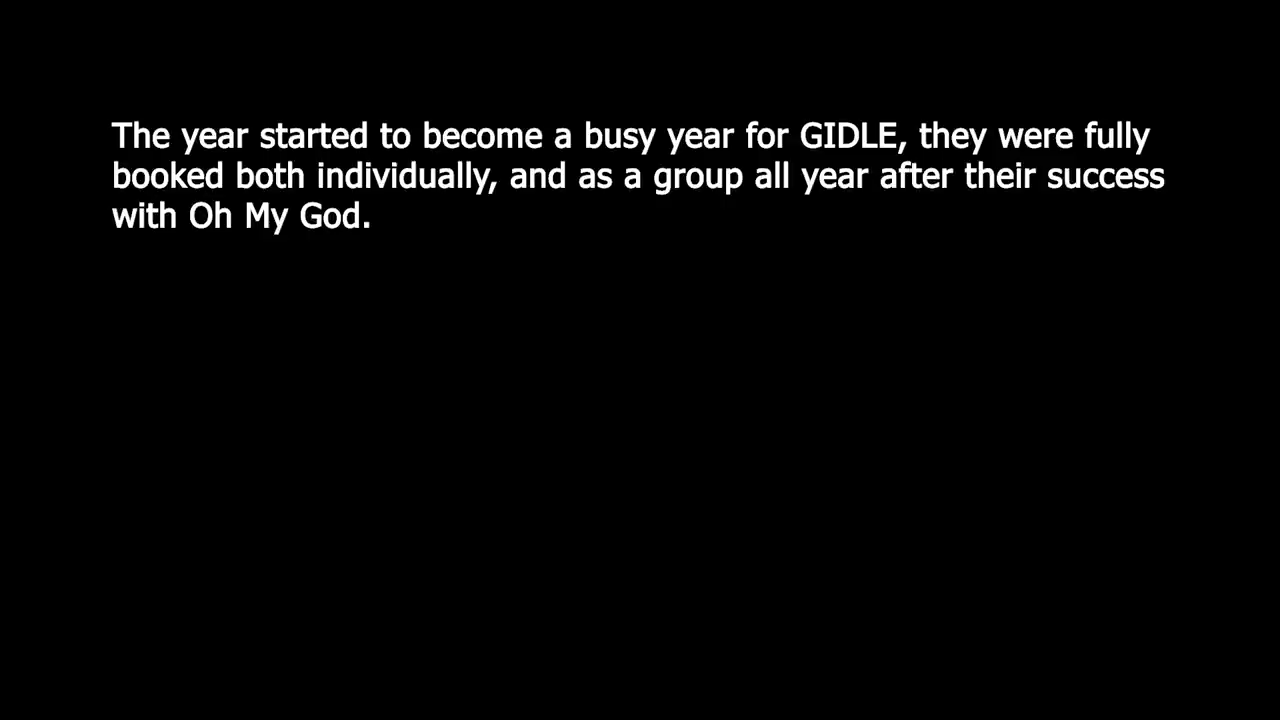 The year started to become a busy year for GIDLE, they were fully
booked both individually, and as a group all year after their success
with Oh My God.